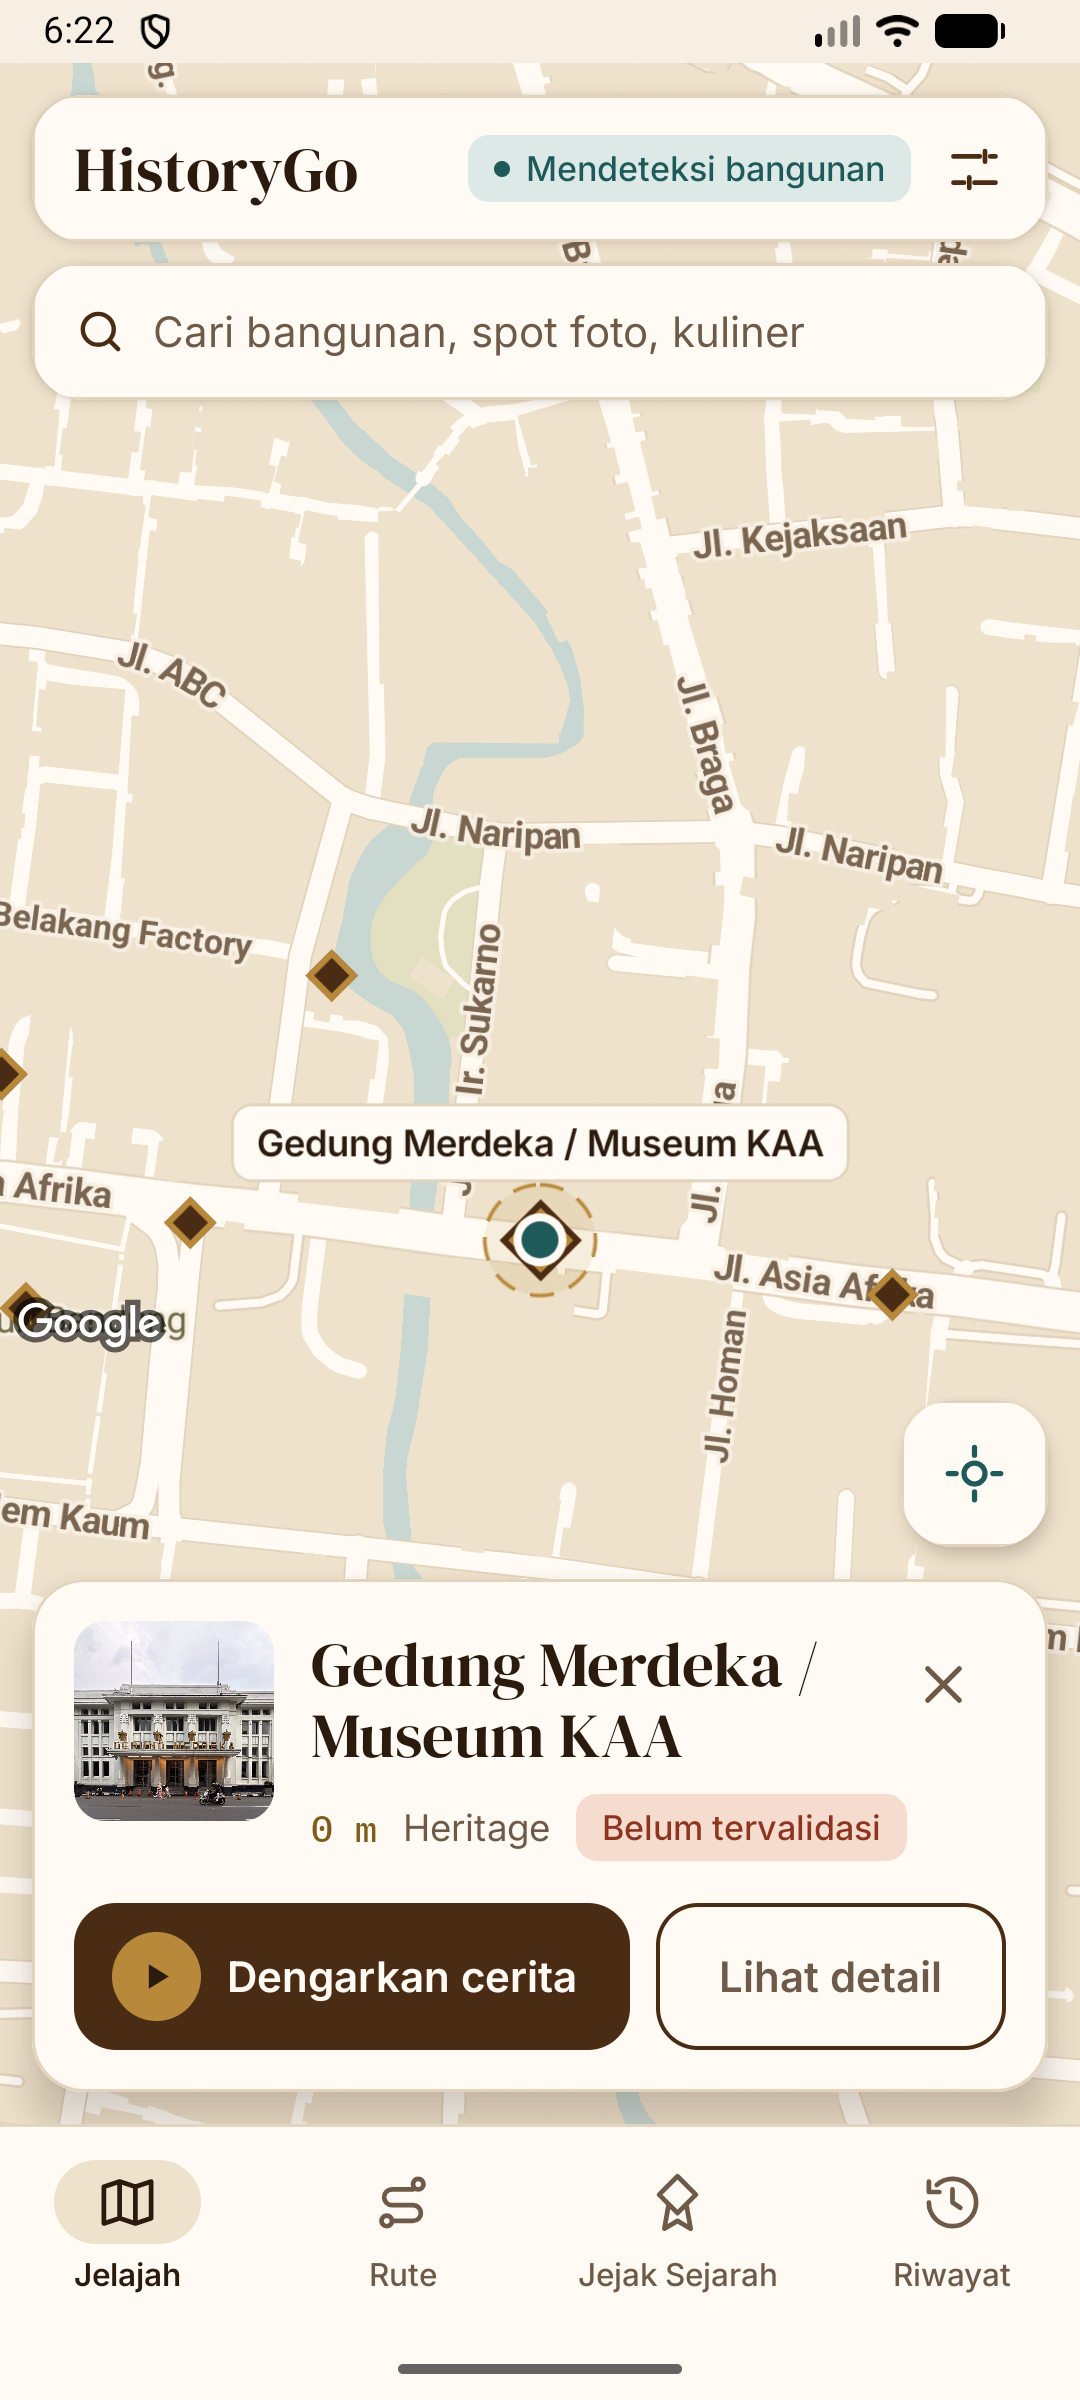 6:22
HistoryGo
Mendeteksi bangunan
Cari bangunan, spot foto, kuliner
Jl. Kejaksaan
Jl. ABC
Jl. Braga
Jl. Naripan
Jl. Naripan
Belakang Factory
Ir. Sukarno
Gedung Merdeka / Museum KAA
Afrika
Jl.
Jl. Asia Afrika
Google
Jl. Homan
em Kaum
Gedung Merdeka /
Museum KAA
0 m
Heritage
Belum tervalidasi
Dengarkan cerita
Lihat detail
Jelajah
Rute
Jejak Sejarah
Riwayat